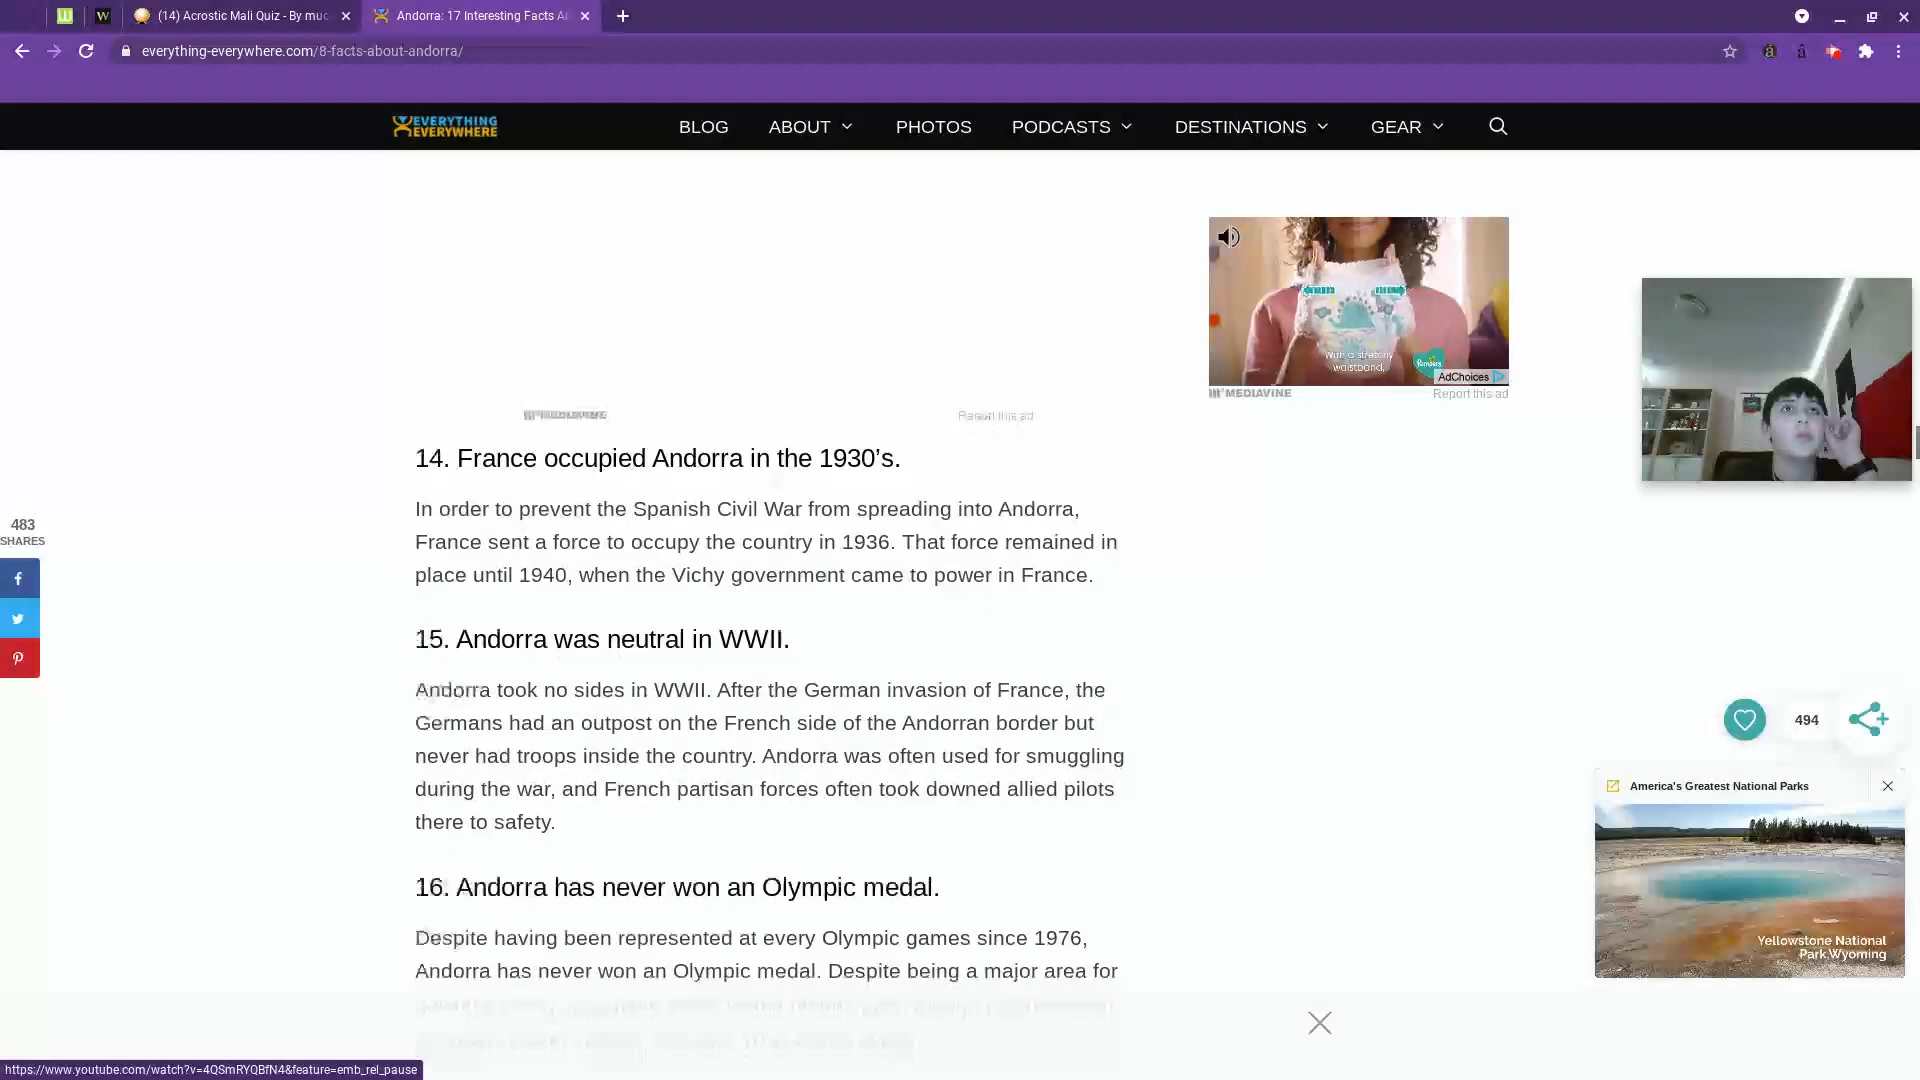 (14) Acrostic Mali Quiz - By muc
Andorra: 17 Interesting Facts A
everything-everywhere.com/8-facts-about-andorra/
EVERYTHING
EVERYWHERE
BLOG ABOUT PHOTOS PODCASTS DESTINATIONS GEAR
With a stretchy
waistband,
Pampers
AdChoices
MEDIAVINE Report this ad
MEDIAVINE Report this ad
14. France occupied Andorra in the 1930’s.
In order to prevent the Spanish Civil War from spreading into Andorra,
France sent a force to occupy the country in 1936. That force remained in
place until 1940, when the Vichy government came to power in France.
483
SHARES
15. Andorra was neutral in WWII.
Andorra took no sides in WWII. After the German invasion of France, the
Germans had an outpost on the French side of the Andorran border but
never had troops inside the country. Andorra was often used for smuggling
during the war, and French partisan forces often took downed allied pilots
there to safety.
494
America's Greatest National Parks
Yellowstone National
Park,Wyoming
16. Andorra has never won an Olympic medal.
Despite having been represented at every Olympic games since 1976,
Andorra has never won an Olympic medal. Despite being a major area for
https://www.youtube.com/watch?v=4QSmRYQBfN4&feature=emb_rel_pause